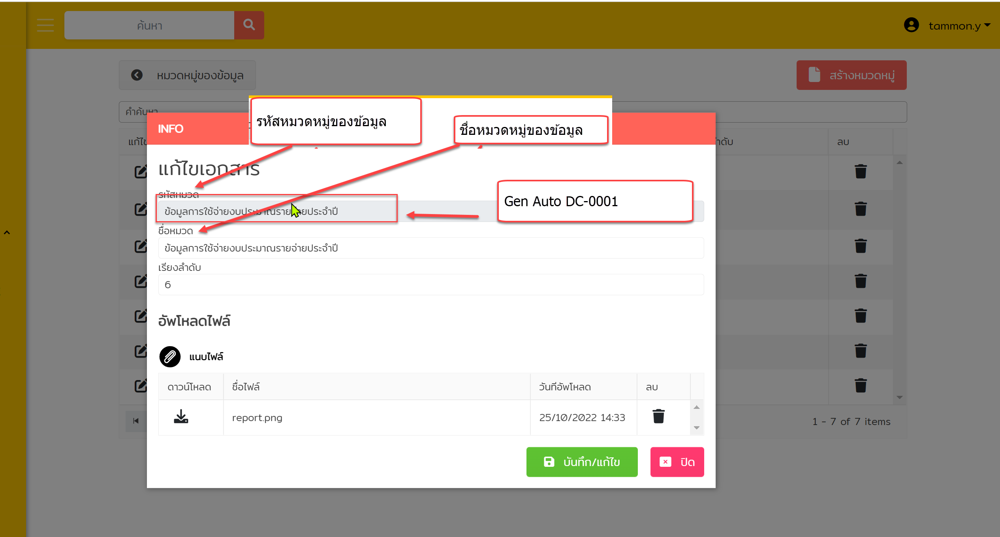 ค้นหา
tammon.y
หมวดหมู่ของข้อมูล
สร้างหมวดหมู่
คำค้นหา
รหัสหมวดหมู่ของข้อมูล
ชื่อหมวดหมู่ของข้อมูล
INFO
ลบ
แก้ไขเอกสาร
รหัสหมวด
Gen Auto DC-0001
ข้อมูลการใช้จ่ายงบประมาณรายจ่ายประจำปี
ชื่อหมวด
ข้อมูลการใช้จ่ายงบประมาณรายจ่ายประจำปี
เรียงลำดับ
6
อัพโหลดไฟล์
แนบไฟล์
ดาวน์โหลด ชื่อไฟล์ วันที่อัพโหลด ลบ
report.png 25/10/2022 14:33
1 - 7 of 7 items
บันทึก/แก้ไข ปิด